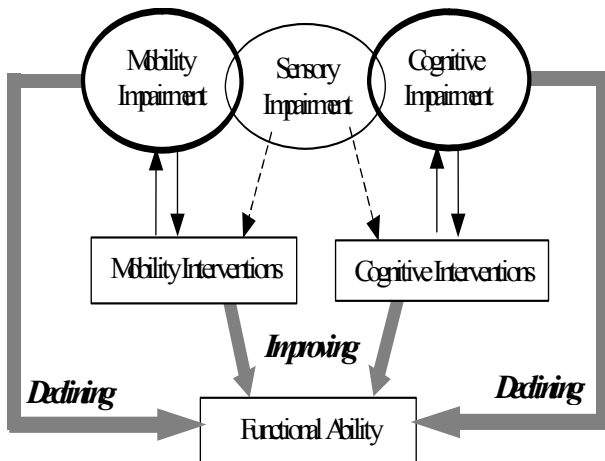 Mobility
Impairment
Sensory
Impairment
Cognitive
Impairment
Mobility Interventions
Cognitive Interventions
Improving
Declining
Declining
Functional Ability